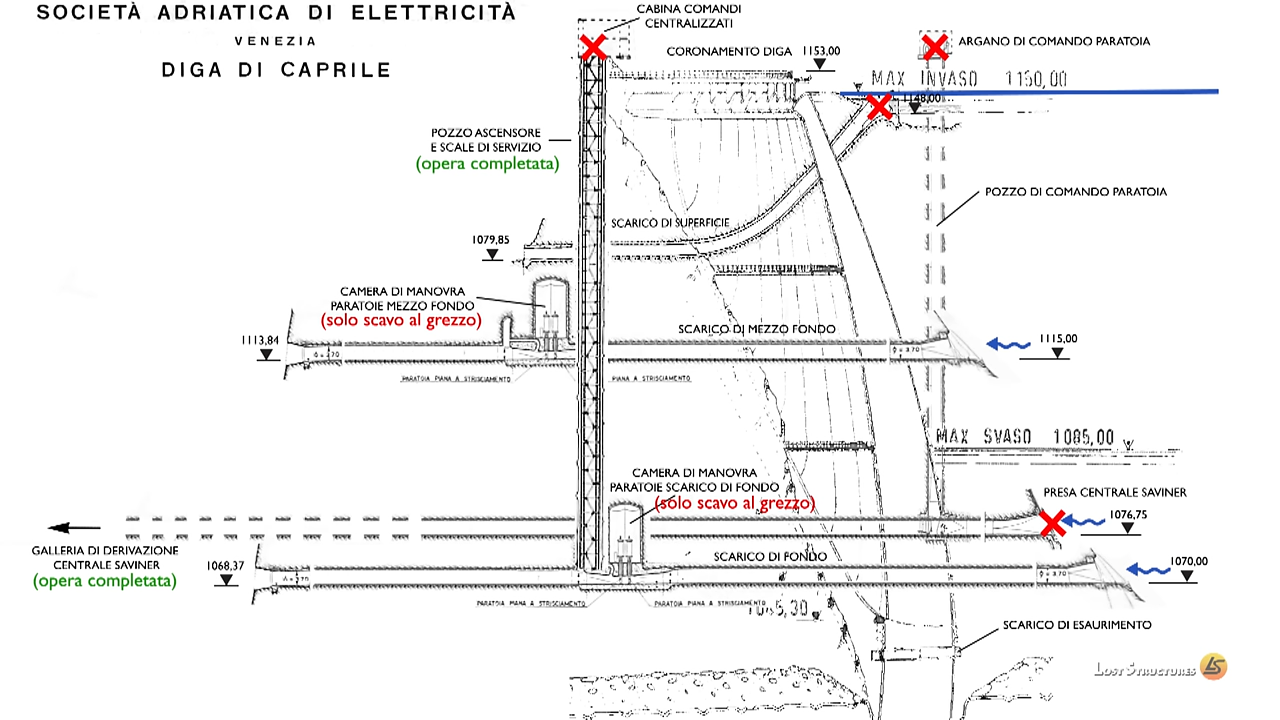 SOCIETÀ ADRIATICA DI ELETTRICITÀ
VENEZIA
DIGA DI CAPRILE
CABINA COMANDI
CENTRALIZZATI
CORONAMENTO DIGA 1153,00
ARGANO DI COMANDO PARATOIA
MAX INVASO 1150,00
1148,00
POZZO ASCENSORE
E SCALE DI SERVIZIO
(opera completata)
POZZO DI COMANDO PARATOIA
SCARICO DI SUPERFICIE
1079,85
CAMERA DI MANOVRA
PARATOIE MEZZO FONDO
(solo scavo al grezzo)
SCARICO DI MEZZO FONDO
1113,84
1115,00
PARATOIA PIANA A STRISCIAMENTO
PIANA A STRISCIAMENTO
MAX SVASO 1085,00
CAMERA DI MANOVRA
PARATOIE SCARICO DI FONDO
(solo scavo al grezzo)
PRESA CENTRALE SAVINER
1076,75
GALLERIA DI DERIVAZIONE
CENTRALE SAVINER
(opera completata)
SCARICO DI FONDO
1068,37
1070,00
PARATOIA PIANA A STRISCIAMENTO
PARATOIA PIANA A STRISCIAMENTO
SCARICO DI ESAURIMENTO
LOST STRUCTURES LS